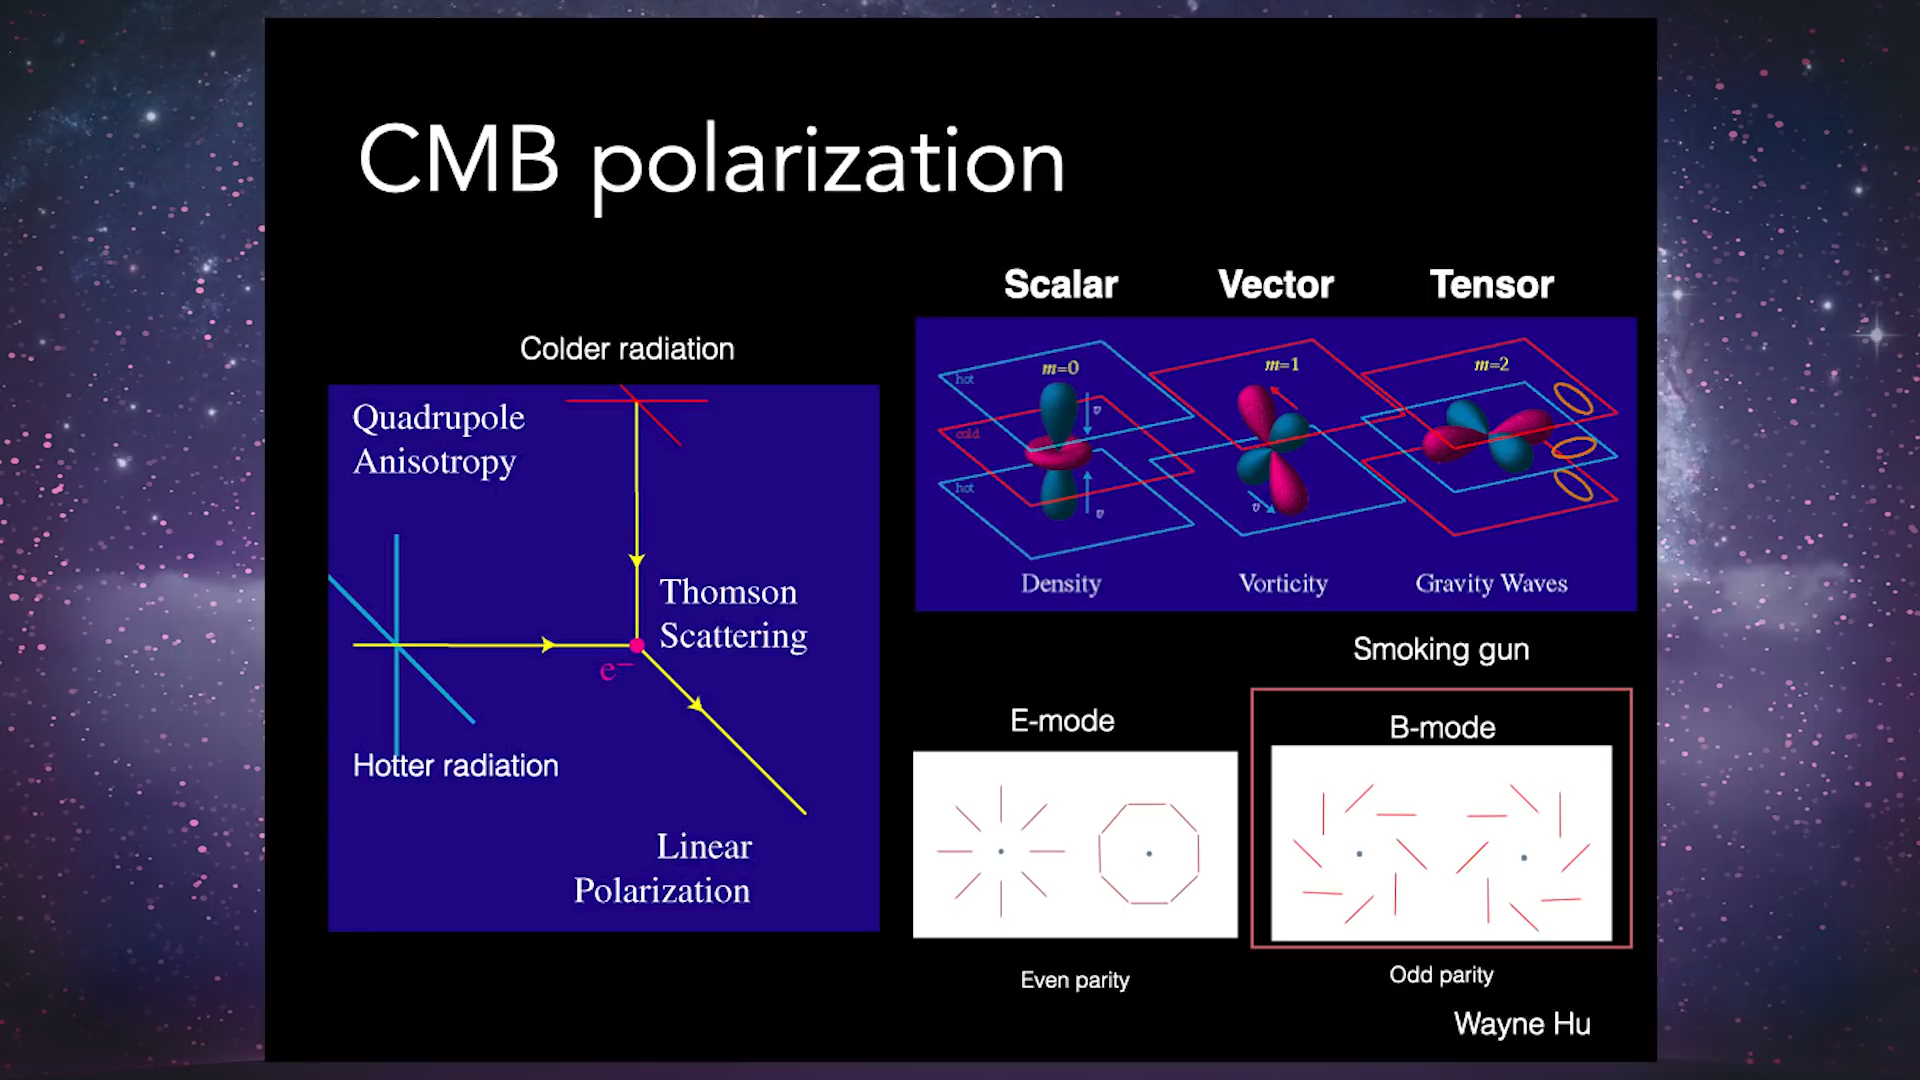 CMB polarization
Colder radiation
Quadrupole
Anisotropy
Thomson
Scattering
e−
Hotter radiation
Linear
Polarization
Scalar
Vector
Tensor
m=0
m=1
m=2
hot
cold
hot
v
v
v
Density
Vorticity
Gravity Waves
Smoking gun
E-mode
B-mode
Even parity
Odd parity
Wayne Hu